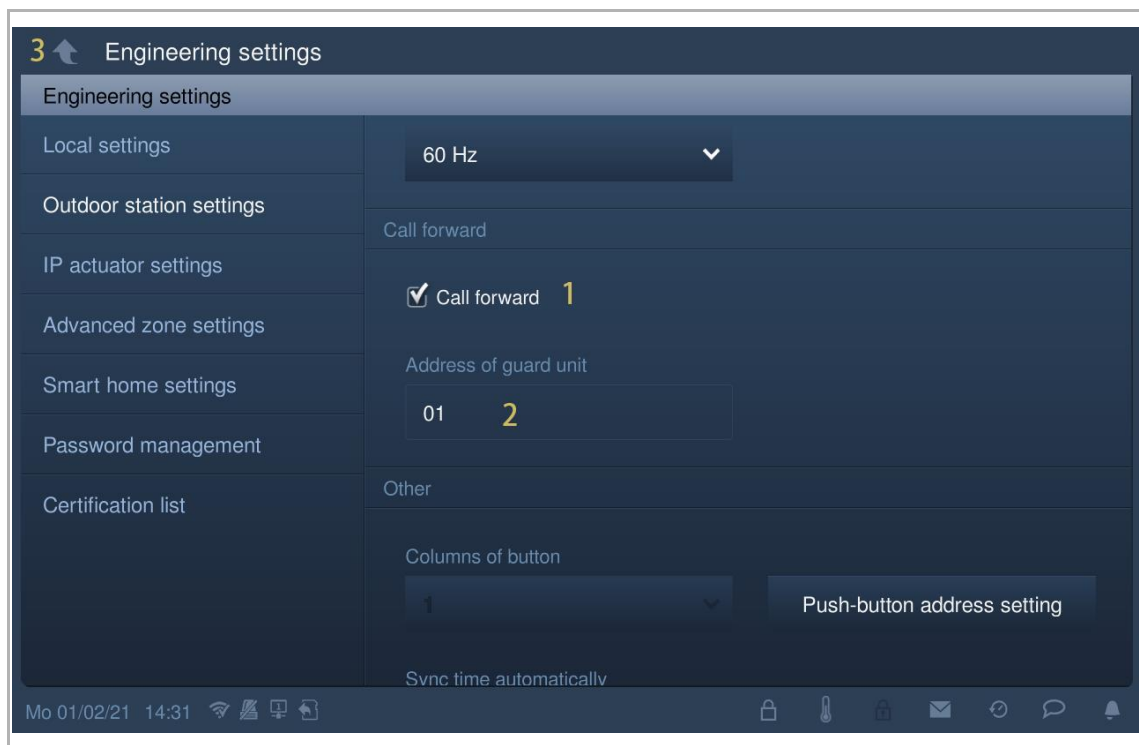 3 Engineering settings
Engineering settings
Local settings
Outdoor station settings
IP actuator settings
Advanced zone settings
Smart home settings
Password management
Certification list
60 Hz
Call forward
Call forward 1
Address of guard unit
01 2
Other
Columns of button
1
Push-button address setting
Sync time automatically
Mo 01/02/21 14:31